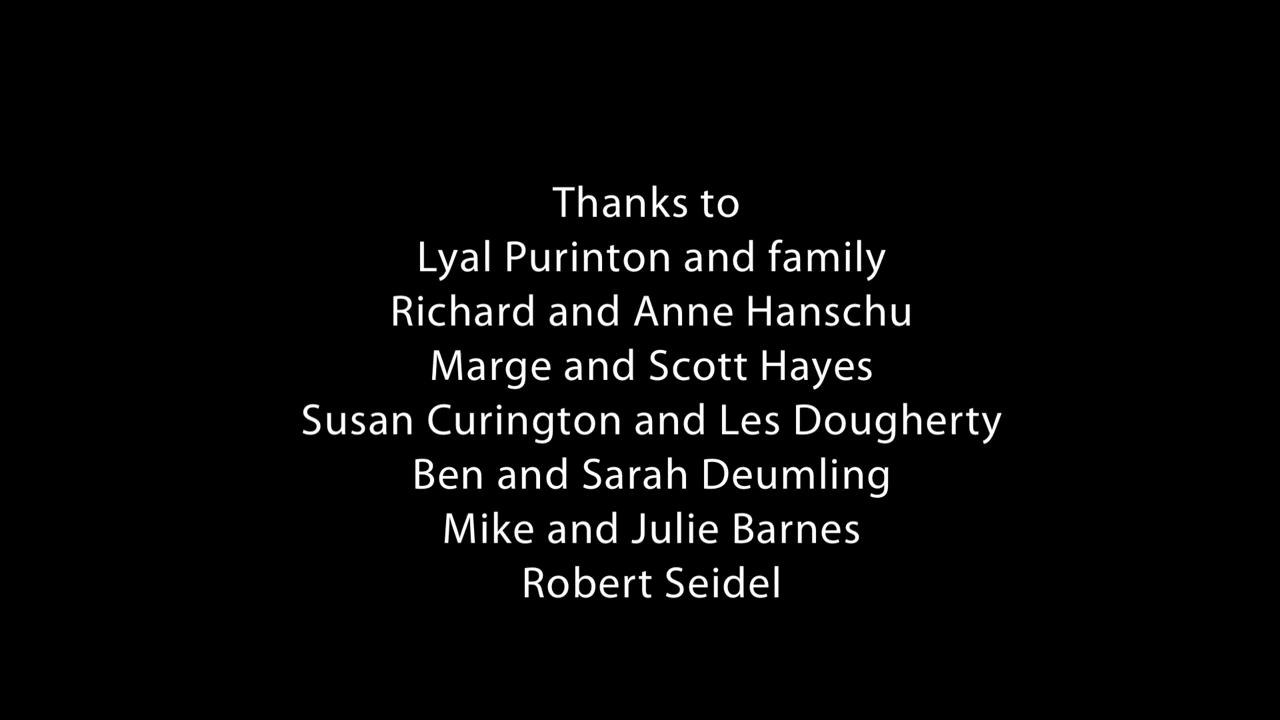 Thanks to
Lyal Purinton and family
Richard and Anne Hanschu
Marge and Scott Hayes
Susan Curington and Les Dougherty
Ben and Sarah Deumling
Mike and Julie Barnes
Robert Seidel